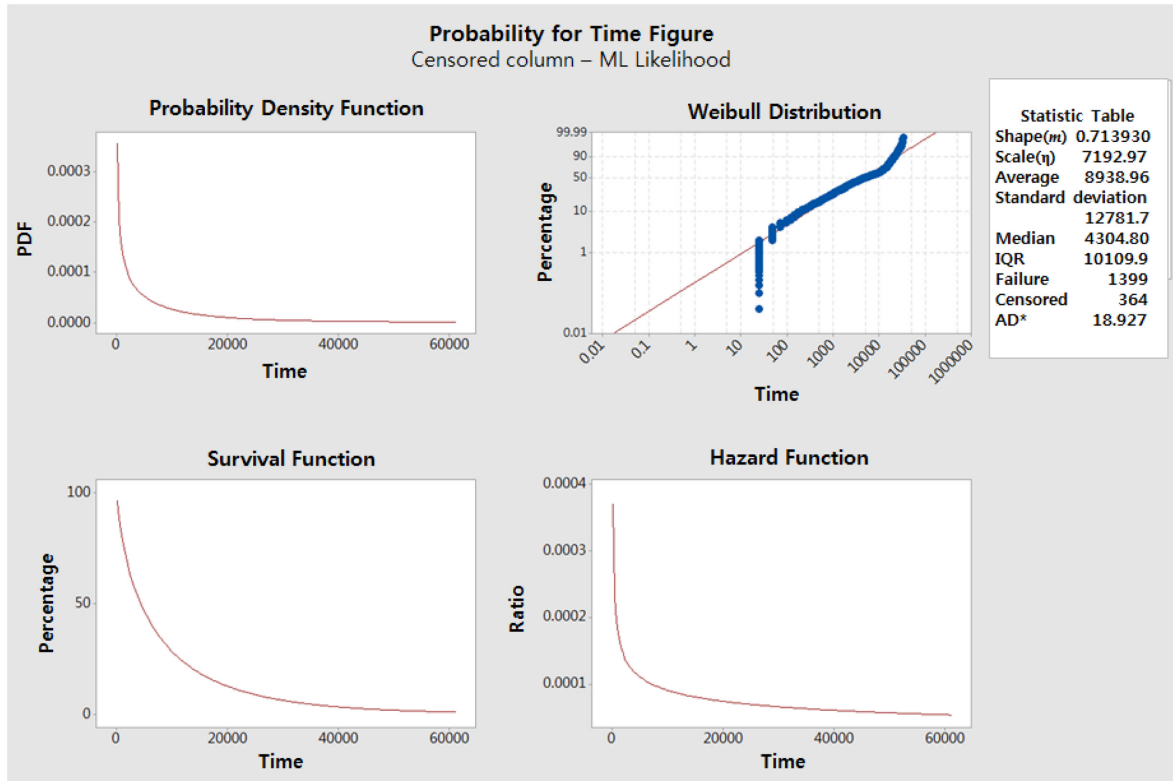 Probability for Time Figure
Censored column – ML Likelihood
Probability Density Function
PDF
0.0003
0.0002
0.0001
0.0000
0
20000
40000
60000
Time
Weibull Distribution
Percentage
99.99
90
50
10
1
0.01
0.01
0.1
1
10
100
1000
10000
100000
1000000
Time
Statistic Table
Shape(m) 0.713930
Scale(η) 7192.97
Average 8938.96
Standard deviation
12781.7
Median 4304.80
IQR 10109.9
Failure 1399
Censored 364
AD* 18.927
Survival Function
Percentage
100
50
0
0
20000
40000
60000
Time
Hazard Function
Ratio
0.0004
0.0003
0.0002
0.0001
0
20000
40000
60000
Time